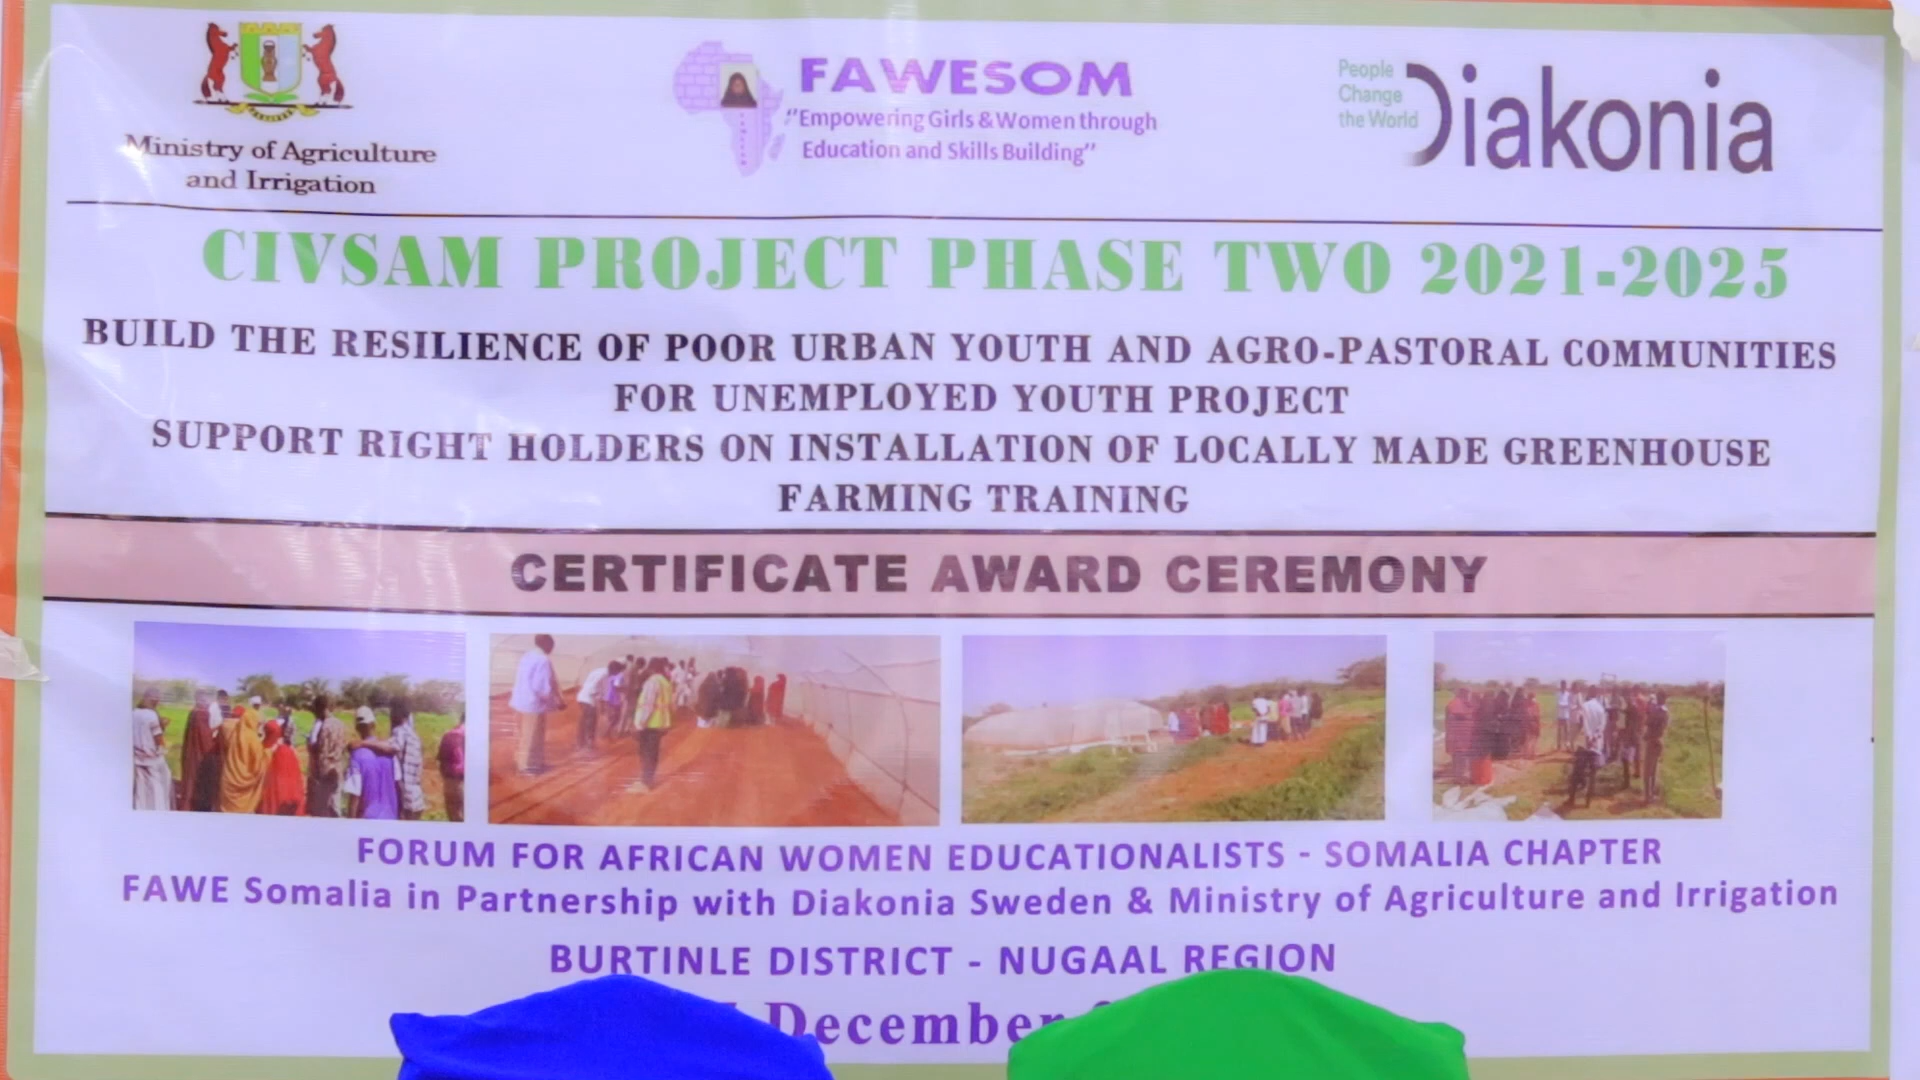 Ministry of Agriculture
and Irrigation
FAWESOM
"Empowering Girls & Women through
Education and Skills Building"
People
Change
the World
Diakonia
CIVSAM PROJECT PHASE TWO 2021-2025
BUILD THE RESILIENCE OF POOR URBAN YOUTH AND AGRO-PASTORAL COMMUNITIES
FOR UNEMPLOYED YOUTH PROJECT
SUPPORT RIGHT HOLDERS ON INSTALLATION OF LOCALLY MADE GREENHOUSE
FARMING TRAINING
CERTIFICATE AWARD CEREMONY
FORUM FOR AFRICAN WOMEN EDUCATIONALISTS - SOMALIA CHAPTER
FAWE Somalia in Partnership with Diakonia Sweden & Ministry of Agriculture and Irrigation
BURTINLE DISTRICT - NUGAAL REGION
December